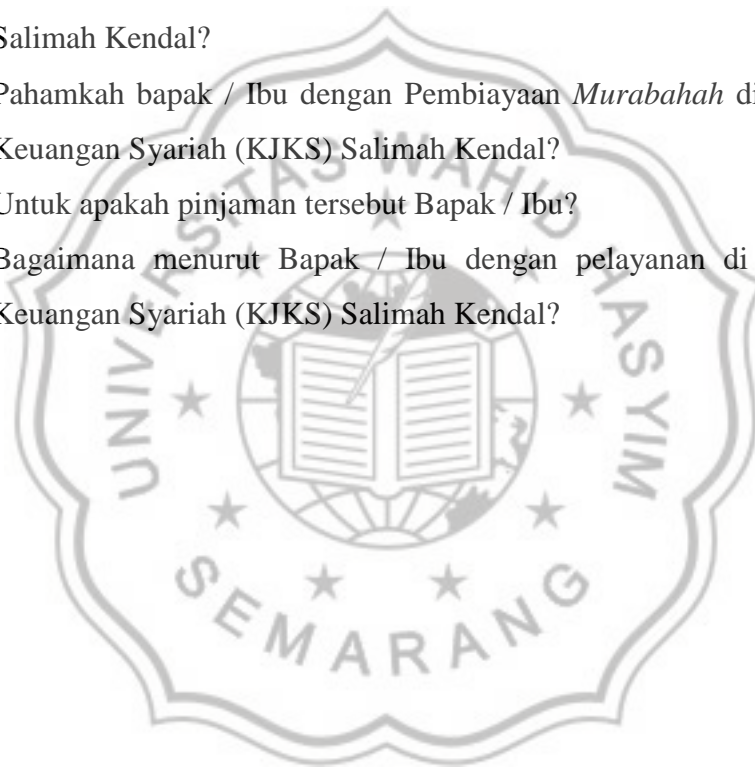 Salimah Kendal?
Pahamkah bapak / Ibu dengan Pembiayaan Murabahah di
Keuangan Syariah (KJKS) Salimah Kendal?
Untuk apakah pinjaman tersebut Bapak / Ibu?
Bagaimana menurut Bapak / Ibu dengan pelayanan di
Keuangan Syariah (KJKS) Salimah Kendal?
UNIVERSITAS WAHID HASYIM
SEMARANG